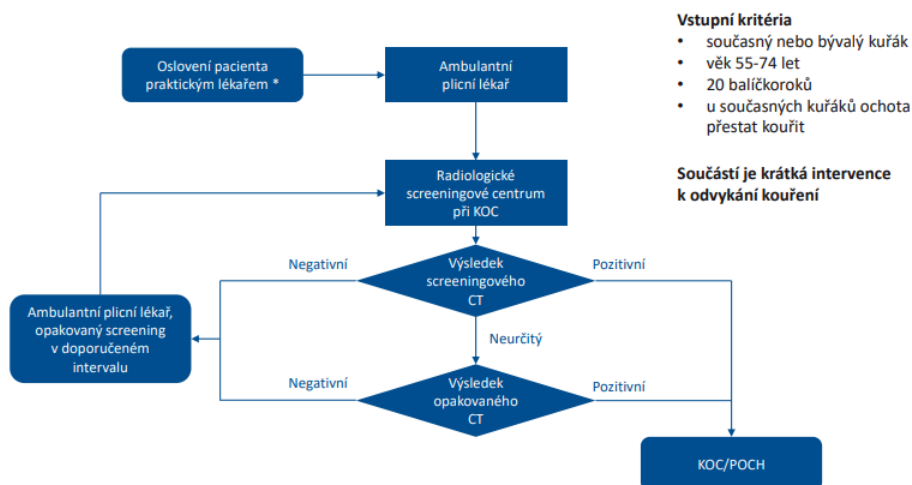 Oslovení pacienta
praktickým lékařem *
Ambulantní
plicní lékař
Vstupní kritéria
• současný nebo bývalý kuřák
• věk 55-74 let
• 20 balíčkoroků
• u současných kuřáků ochota
přestat kouřit
Součástí je krátká intervence
k odvykání kouření
Radiologické
screeningové centrum
při KOC
Negativní
Výsledek
screeningového
CT
Pozitivní
Ambulantní plicní lékař,
opakovaný screening
v doporučeném
intervalu
Neurčitý
Negativní
Výsledek
opakovaného
CT
Pozitivní
KOC/POCH